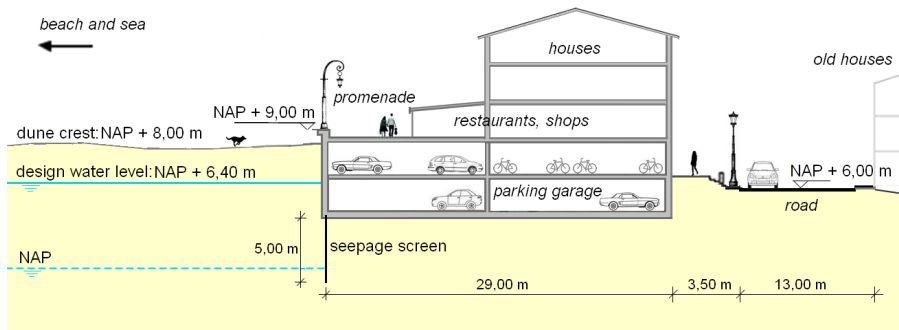 beach and sea
houses
old houses
promenade
NAP + 9,00 m
restaurants, shops
dune crest: NAP + 8,00 m
design water level: NAP + 6,40 m
parking garage
NAP + 6,00 m
road
5,00 m
seepage screen
NAP
29,00 m
3,50 m
13,00 m